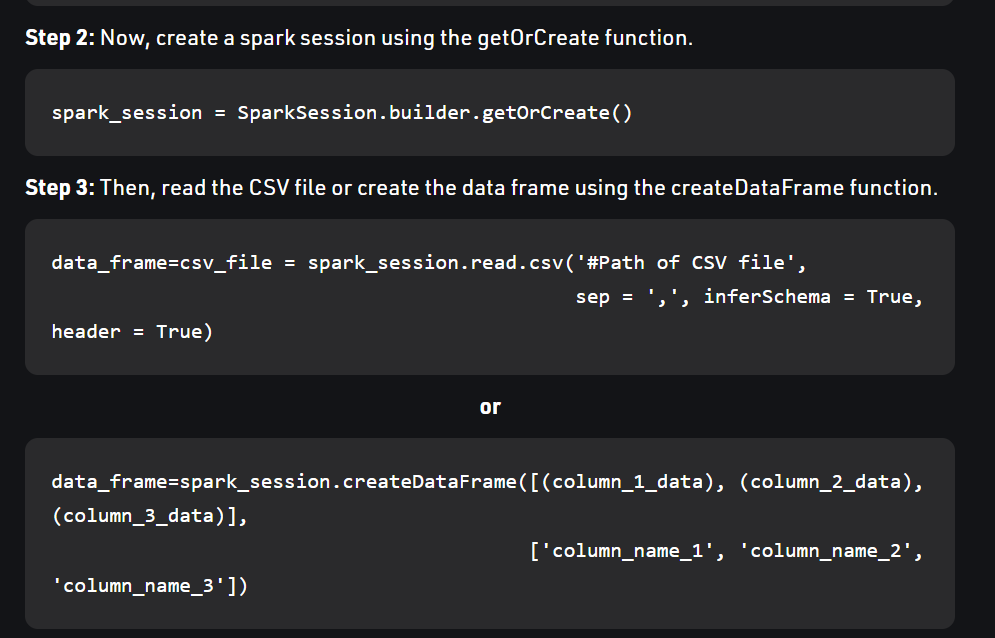 Step 2: Now, create a spark session using the getOrCreate function.
spark_session = SparkSession.builder.getOrCreate()
Step 3: Then, read the CSV file or create the data frame using the createDataFrame function.
data_frame=csv_file = spark_session.read.csv('#Path of CSV file',
sep = ',', inferSchema = True,
header = True)
or
data_frame=spark_session.createDataFrame([(column_1_data), (column_2_data),
(column_3_data)],
['column_name_1', 'column_name_2',
'column_name_3'])